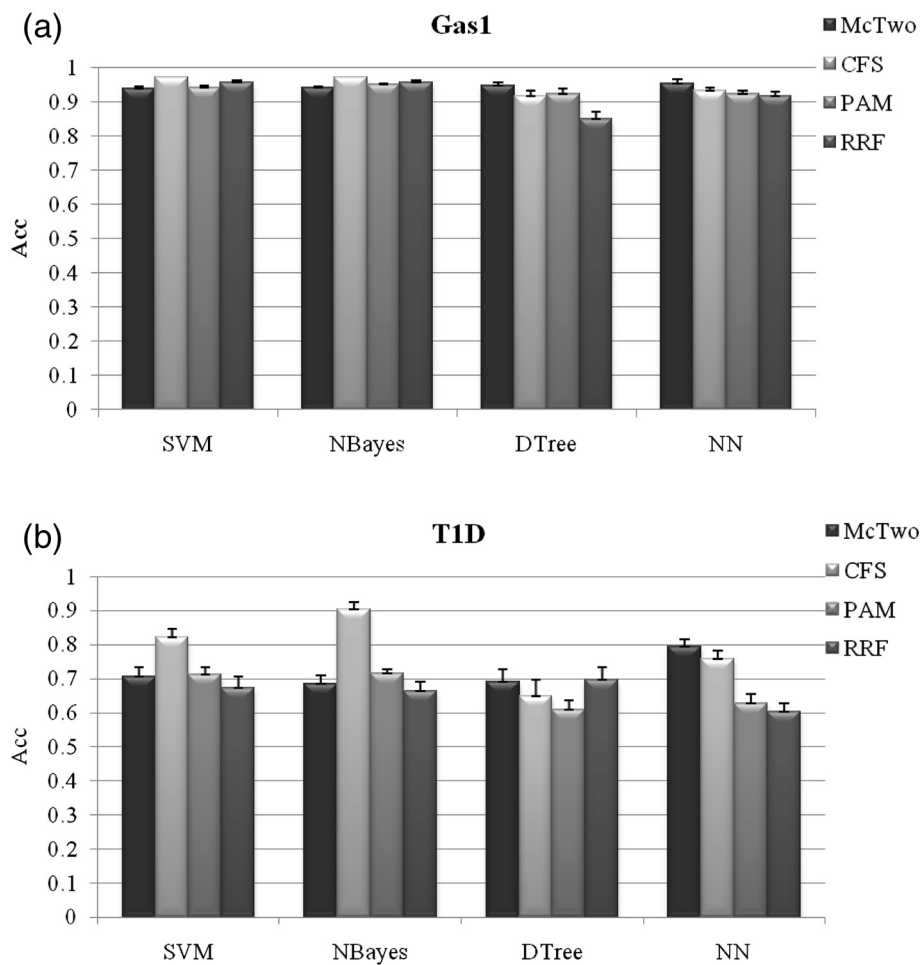 (a)
Gas1
McTwo
CFS
PAM
RRF
Acc
1
0.9
0.8
0.7
0.6
0.5
0.4
0.3
0.2
0.1
0
SVM NBayes DTree NN
(b)
T1D
McTwo
CFS
PAM
RRF
Acc
1
0.9
0.8
0.7
0.6
0.5
0.4
0.3
0.2
0.1
0
SVM NBayes DTree NN